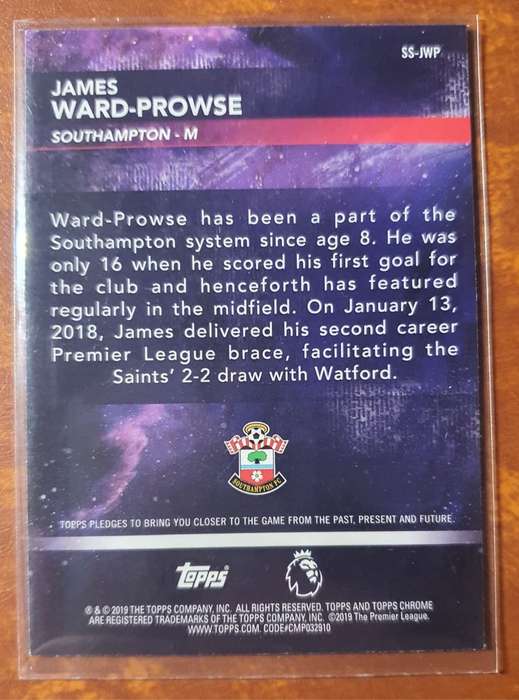 SS-JWP
JAMES
WARD-PROWSE
SOUTHAMPTON - M
Ward-Prowse has been a part of the
Southampton system since age 8. He was
only 16 when he scored his first goal for
the club and henceforth has featured
regularly in the midfield. On January 13,
2018, James delivered his second career
Premier League brace, facilitating the
Saints' 2-2 draw with Watford.
SOUTHAMPTON FC
TOPPS PLEDGES TO BRING YOU CLOSER TO THE GAME FROM THE PAST, PRESENT AND FUTURE.
Topps
® & © 2019 THE TOPPS COMPANY, INC. ALL RIGHTS RESERVED. TOPPS AND TOPPS CHROME
ARE REGISTERED TRADEMARKS OF THE TOPPS COMPANY, INC. ©2019 The Premier League.
WWW.TOPPS.COM. CODE#CMP032910